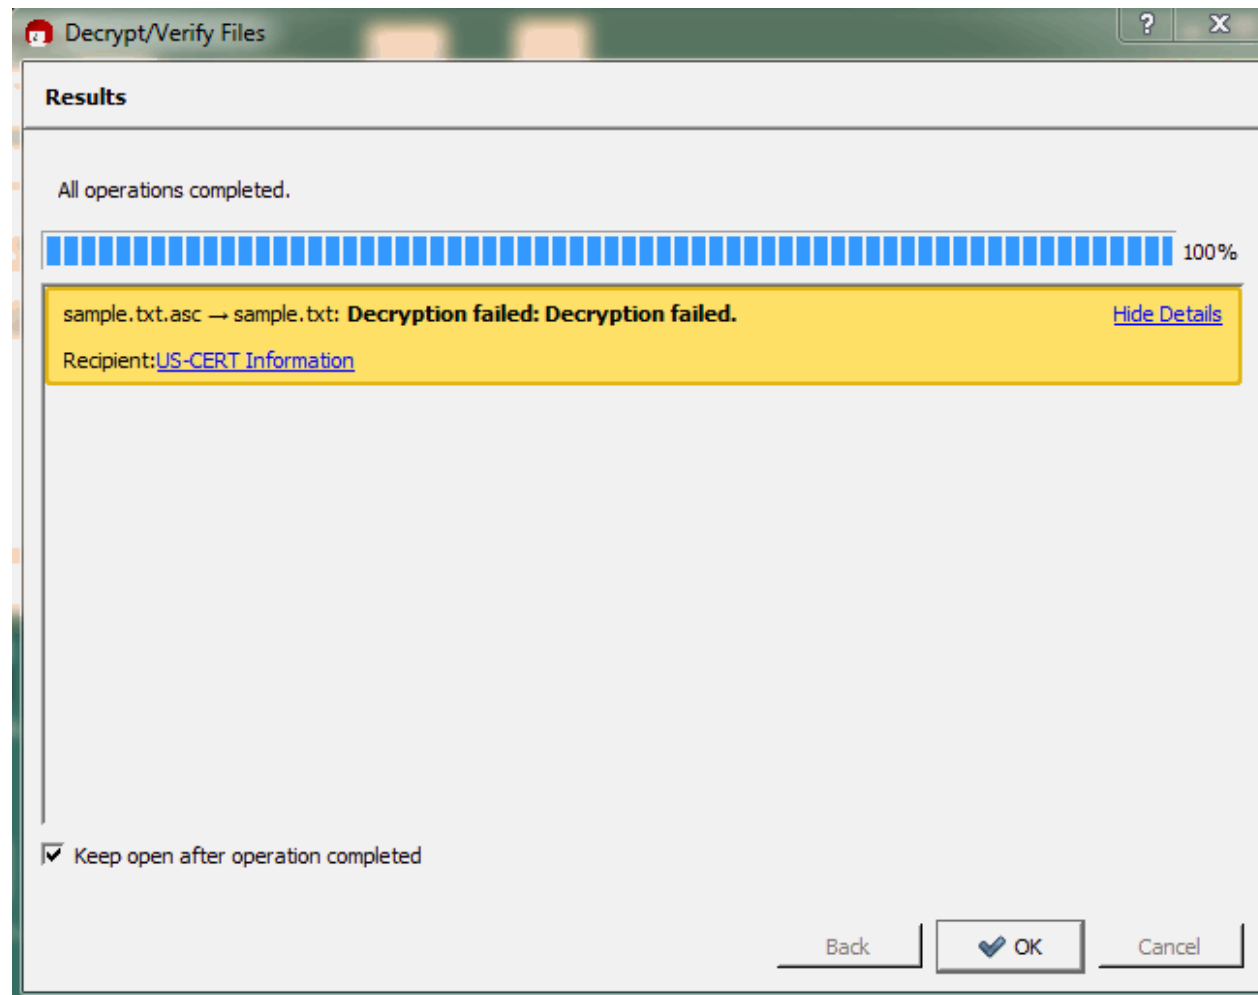 Decrypt/Verify Files
? X
Results
All operations completed.
100%
sample.txt.asc → sample.txt: Decryption failed: Decryption failed. Hide Details
Recipient:US-CERT Information
Keep open after operation completed
Back OK Cancel